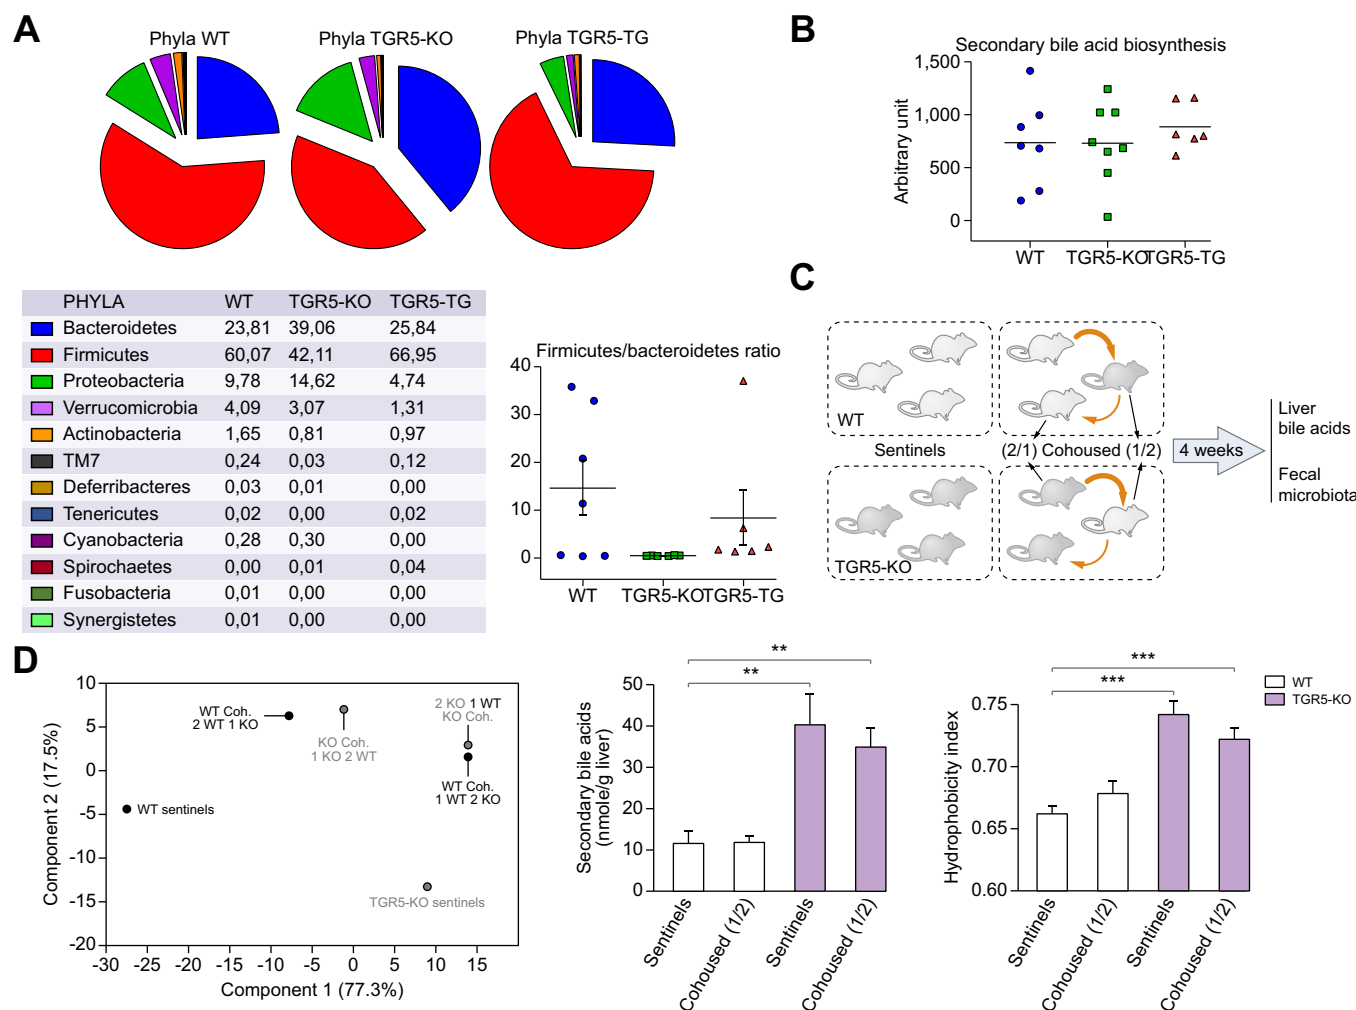 A
Phyla WT
Phyla TGR5-KO
Phyla TGR5-TG
PHYLA WT TGR5-KO TGR5-TG
Bacteroidetes 23,81 39,06 25,84
Firmicutes 60,07 42,11 66,95
Proteobacteria 9,78 14,62 4,74
Verrucomicrobia 4,09 3,07 1,31
Actinobacteria 1,65 0,81 0,97
TM7 0,24 0,03 0,12
Deferribacteres 0,03 0,01 0,00
Tenericutes 0,02 0,00 0,02
Cyanobacteria 0,28 0,30 0,00
Spirochaetes 0,00 0,01 0,04
Fusobacteria 0,01 0,00 0,00
Synergistetes 0,01 0,00 0,00
Firmicutes/bacteroidetes ratio
40
30
20
10
0
WT TGR5-KO TGR5-TG
B
Secondary bile acid biosynthesis
Arbitrary unit
1,500
1,000
500
0
WT TGR5-KO TGR5-TG
C
WT
Sentinels
(2/1) Cohoused (1/2)
TGR5-KO
4 weeks
Liver
bile acids
Fecal
microbiota
D
Component 2 (17.5%)
10
5
0
-5
-10
-15
-20
-30 -25 -20 -15 -10 -5 0 5 10 15
Component 1 (77.3%)
WT Coh.
2 WT 1 KO
KO Coh.
1 KO 2 WT
2 KO 1 WT
KO Coh.
WT Coh.
1 WT 2 KO
WT sentinels
TGR5-KO sentinels
Secondary bile acids
(nmole/g liver)
50
40
30
20
10
0
**
**
Sentinels
Cohoused (1/2)
Sentinels
Cohoused (1/2)
Hydrophobicity index
0.75
0.70
0.65
0.60
***
***
Sentinels
Cohoused (1/2)
Sentinels
Cohoused (1/2)
WT
TGR5-KO